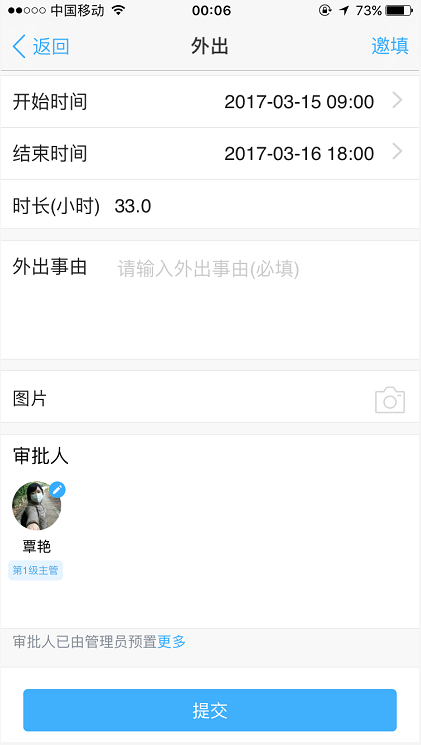 中国移动 00:06 73%
返回 外出 邀填
开始时间 2017-03-15 09:00
结束时间 2017-03-16 18:00
时长(小时) 33.0
外出事由 请输入外出事由(必填)
图片
审批人
覃艳
第1级主管
审批人已由管理员预置更多
提交